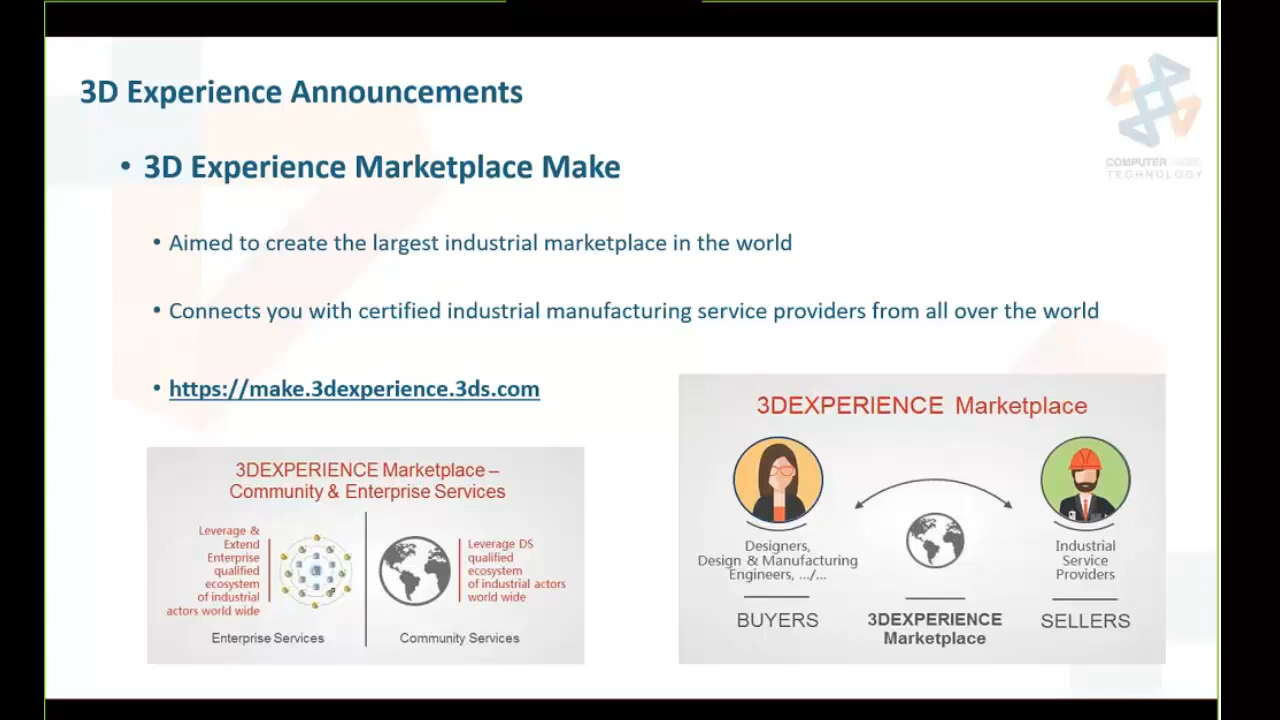 3D Experience Announcements
• 3D Experience Marketplace Make
• Aimed to create the largest industrial marketplace in the world
• Connects you with certified industrial manufacturing service providers from all over the world
• https://make.3dexperience.3ds.com
COMPUTER AIDED
TECHNOLOGY
3DEXPERIENCE Marketplace –
Community & Enterprise Services
Leverage &
Extend
Enterprise
qualified
ecosystem
of industrial
actors world wide
Enterprise Services
Leverage DS
qualified
ecosystem
of industrial actors
world wide
Community Services
3DEXPERIENCE Marketplace
Designers,
Design & Manufacturing
Engineers, .../...
BUYERS
3DEXPERIENCE
Marketplace
Industrial
Service
Providers
SELLERS